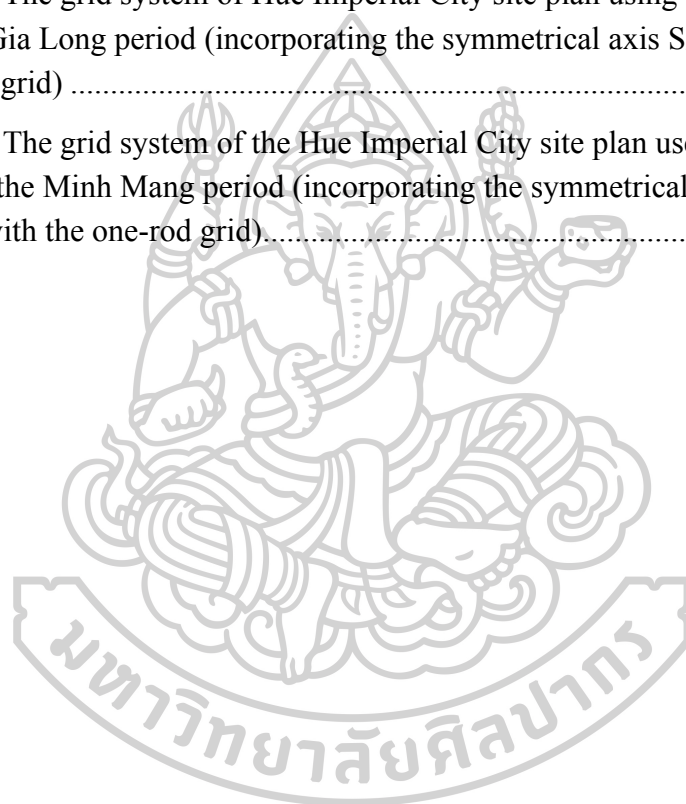 The grid system of Hue Imperial City site plan using
Gia Long period (incorporating the symmetrical axis S
grid) ................................................................................
The grid system of the Hue Imperial City site plan use
the Minh Mang period (incorporating the symmetrical
with the one-rod grid)......................................................
มหาวิทยาลัยศิลปากร